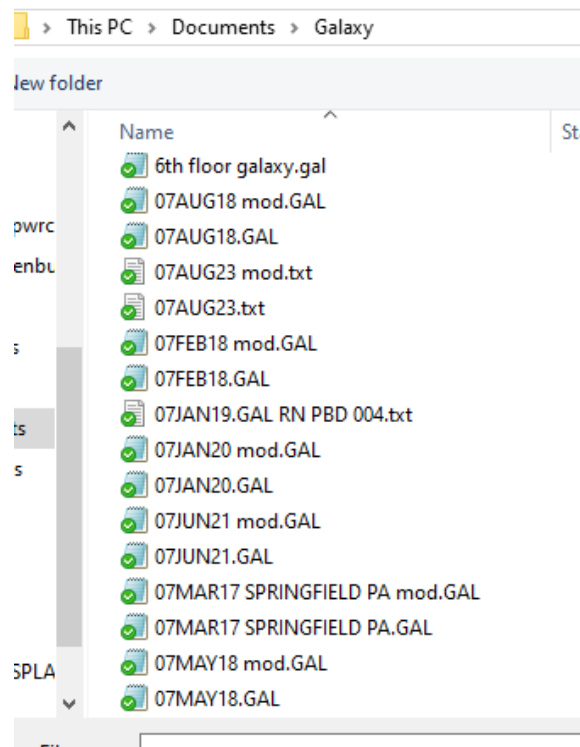 This PC > Documents > Galaxy
New folder
Name
6th floor galaxy.gal
07AUG18 mod.GAL
07AUG18.GAL
07AUG23 mod.txt
07AUG23.txt
07FEB18 mod.GAL
07FEB18.GAL
07JAN19.GAL RN PBD 004.txt
07JAN20 mod.GAL
07JAN20.GAL
07JUN21 mod.GAL
07JUN21.GAL
07MAR17 SPRINGFIELD PA mod.GAL
07MAR17 SPRINGFIELD PA.GAL
07MAY18 mod.GAL
07MAY18.GAL